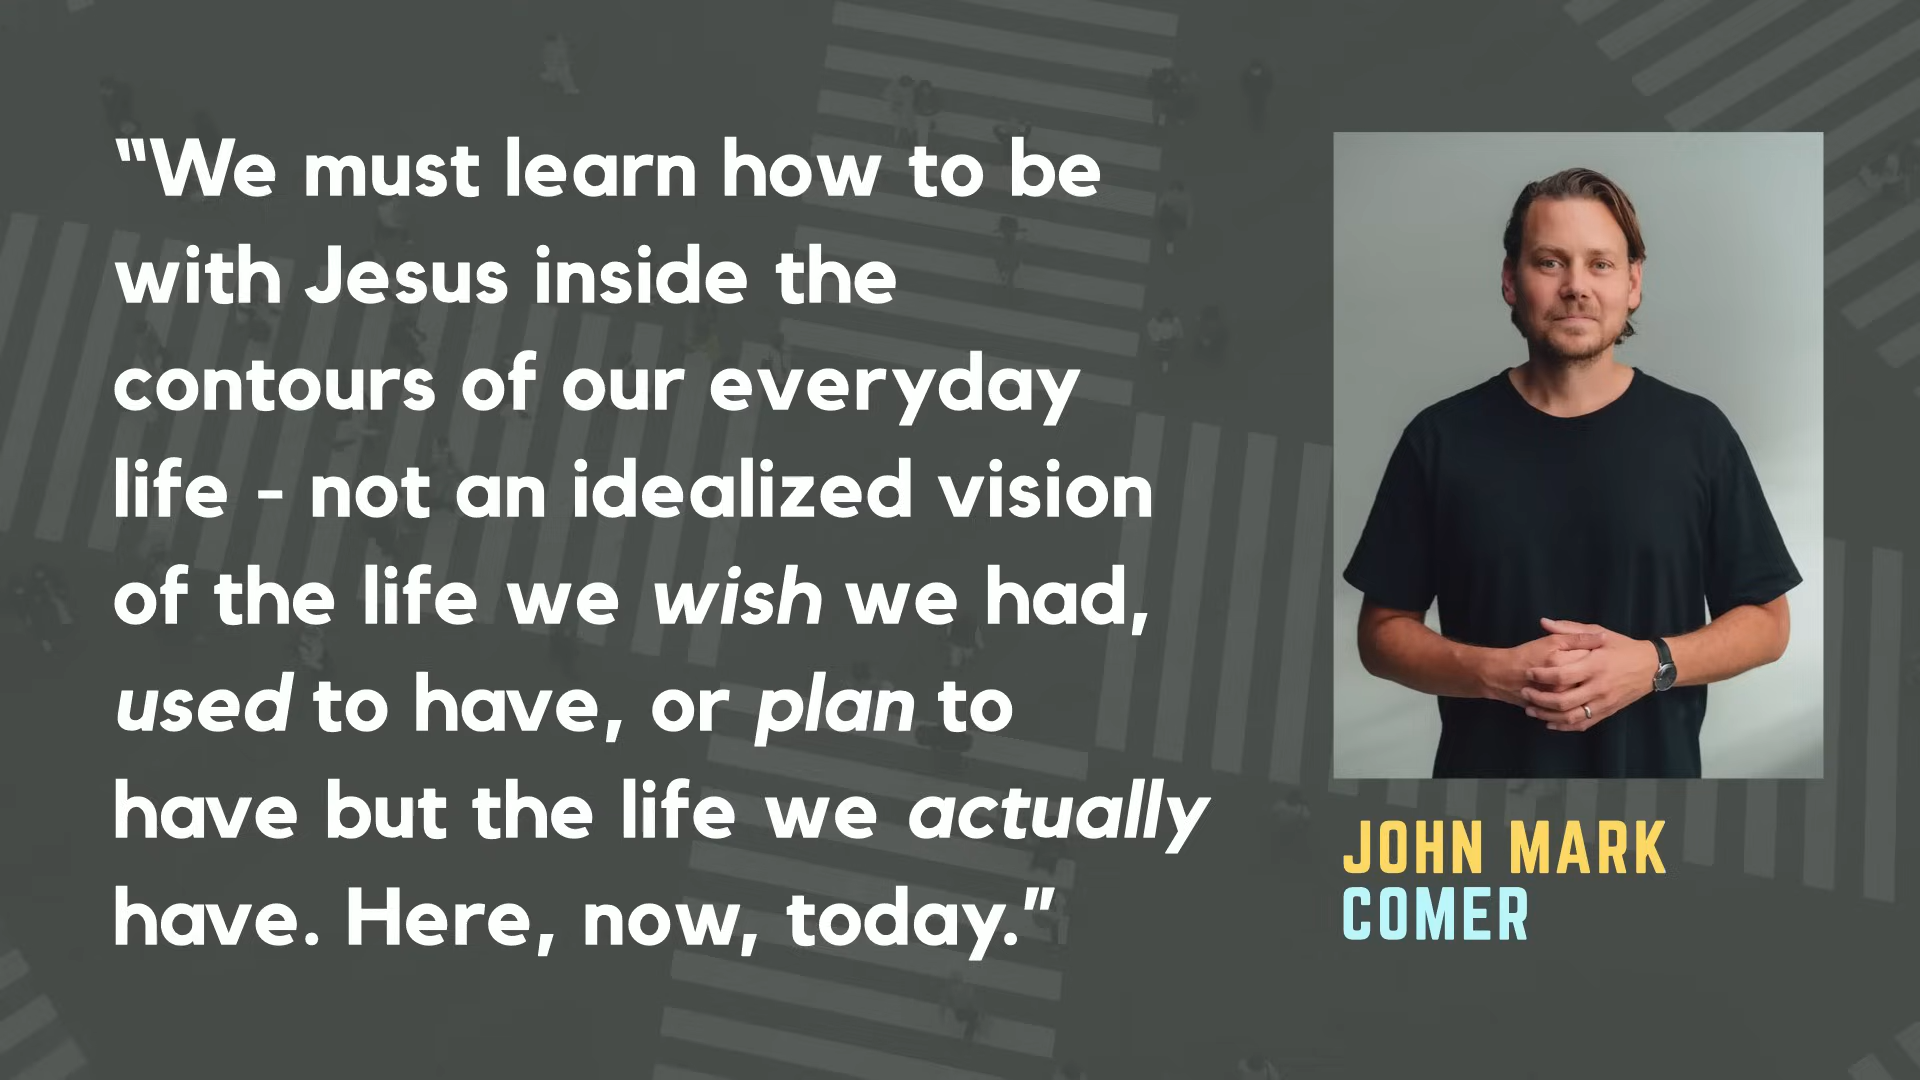 "We must learn how to be
with Jesus inside the
contours of our everyday
life - not an idealized vision
of the life we wish we had,
used to have, or plan to
have but the life we actually
have. Here, now, today."
JOHN MARK
COMER